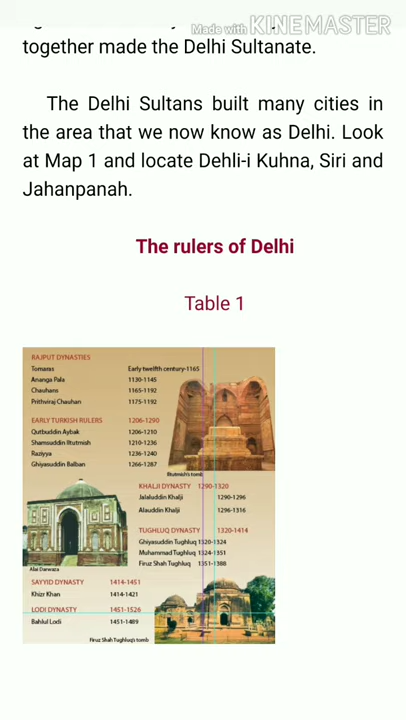 Made with KINEMASTER
together made the Delhi Sultanate.
The Delhi Sultans built many cities in
the area that we now know as Delhi. Look
at Map 1 and locate Dehli-i Kuhna, Siri and
Jahanpanah.
The rulers of Delhi
Table 1
RAJPUT DYNASTIES
Tomaras Early twelfth century-1165
Ananga Pala 1130-1145
Chauhans 1165-1192
Prithviraj Chauhan 1175-1192
EARLY TURKISH RULERS 1206-1290
Qutbuddin Aybak 1206-1210
Shamsuddin Iltutmish 1210-1236
Raziyya 1236-1240
Ghiyasuddin Balban 1266-1287
Iltutmish's tomb
KHALJI DYNASTY 1290-1320
Jalaluddin Khalji 1290-1296
Alauddin Khalji 1296-1316
TUGHLUQ DYNASTY 1320-1414
Ghiyasuddin Tughluq 1320-1324
Muhammad Tughluq 1324-1351
Firuz Shah Tughluq 1351-1388
Alai Darwaza
SAYYID DYNASTY 1414-1451
Khizr Khan 1414-1421
LODI DYNASTY 1451-1526
Bahlul Lodi 1451-1489
Firuz Shah Tughluq's tomb